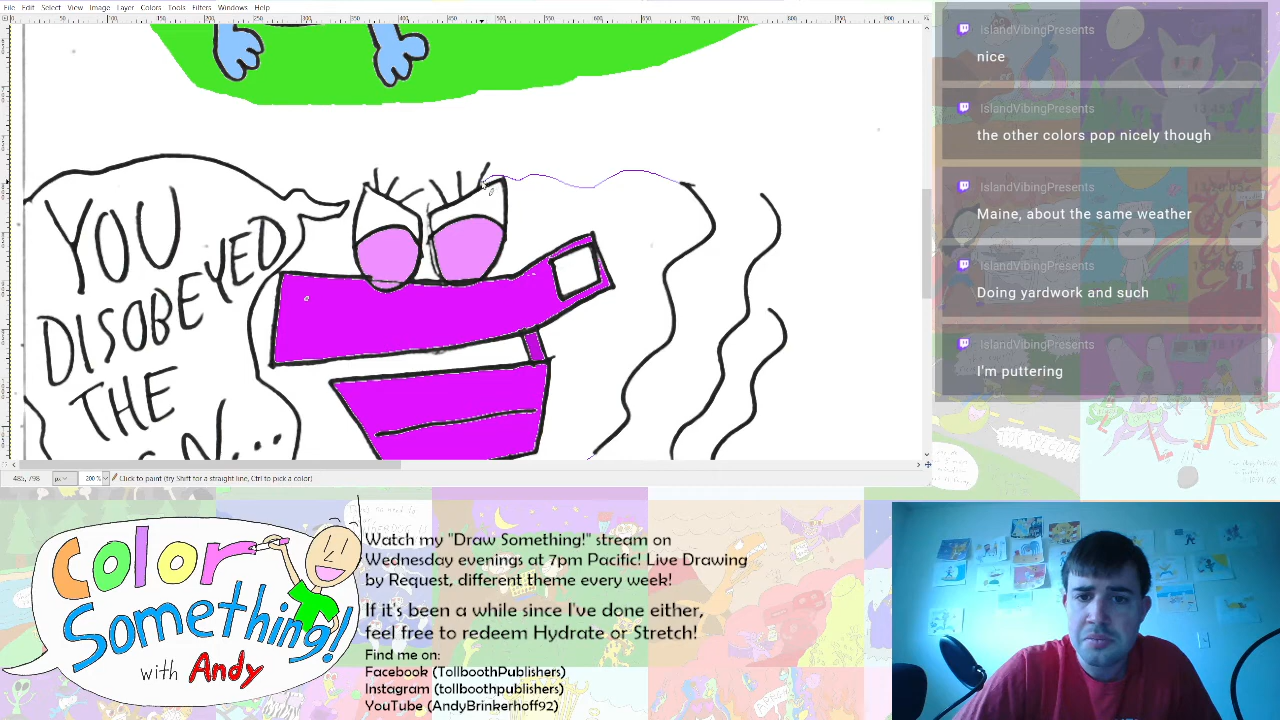 File Edit Select View Image Layer Colors Tools Filters Windows Help
YOU
DISOBEYED
THE
485, 798 px 200 % Click to paint (try Shift for a straight line, Ctrl to pick a color)
IslandVibingPresents
nice
IslandVibingPresents
the other colors pop nicely though
IslandVibingPresents
Maine, about the same weather
IslandVibingPresents
Doing yardwork and such
IslandVibingPresents
I'm puttering
Color
Something!
with Andy
Watch my "Draw Something!" stream on
Wednesday evenings at 7pm Pacific! Live Drawing
by Request, different theme every week!
If it's been a while since I've done either,
feel free to redeem Hydrate or Stretch!
Find me on:
Facebook (TollboothPublishers)
Instagram (tollboothpublishers)
YouTube (AndyBrinkerhoff92)